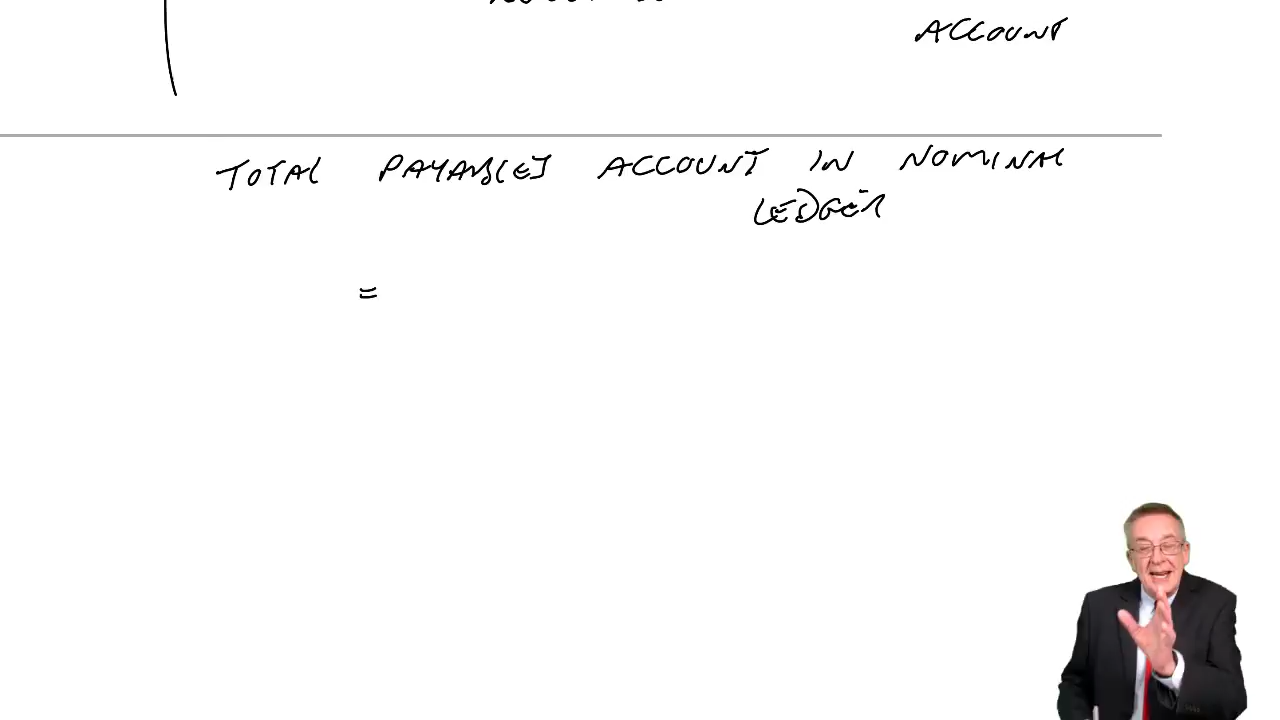 ACCOUNT
TOTAL PAYABLES ACCOUNT IN NOMINAL
LEDGER
=